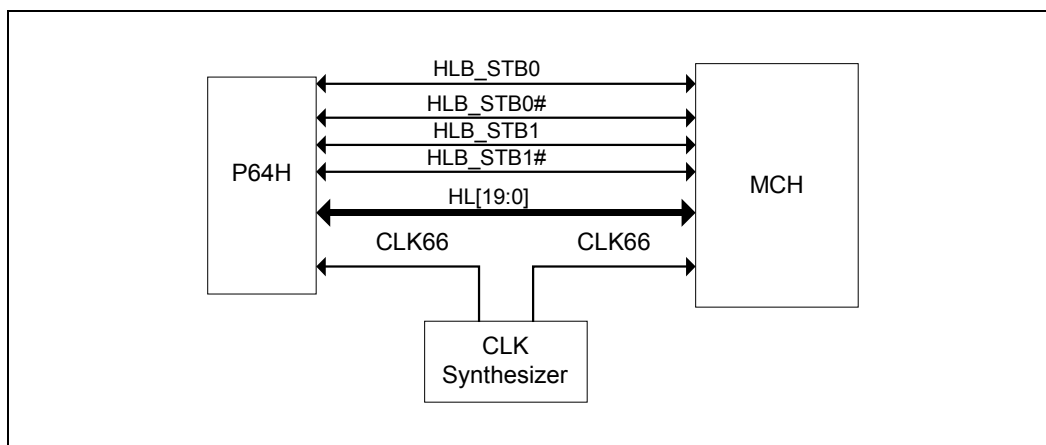 HLB_STB0
HLB_STB0#
HLB_STB1
HLB_STB1#
P64H
MCH
HL[19:0]
CLK66
CLK66
CLK
Synthesizer